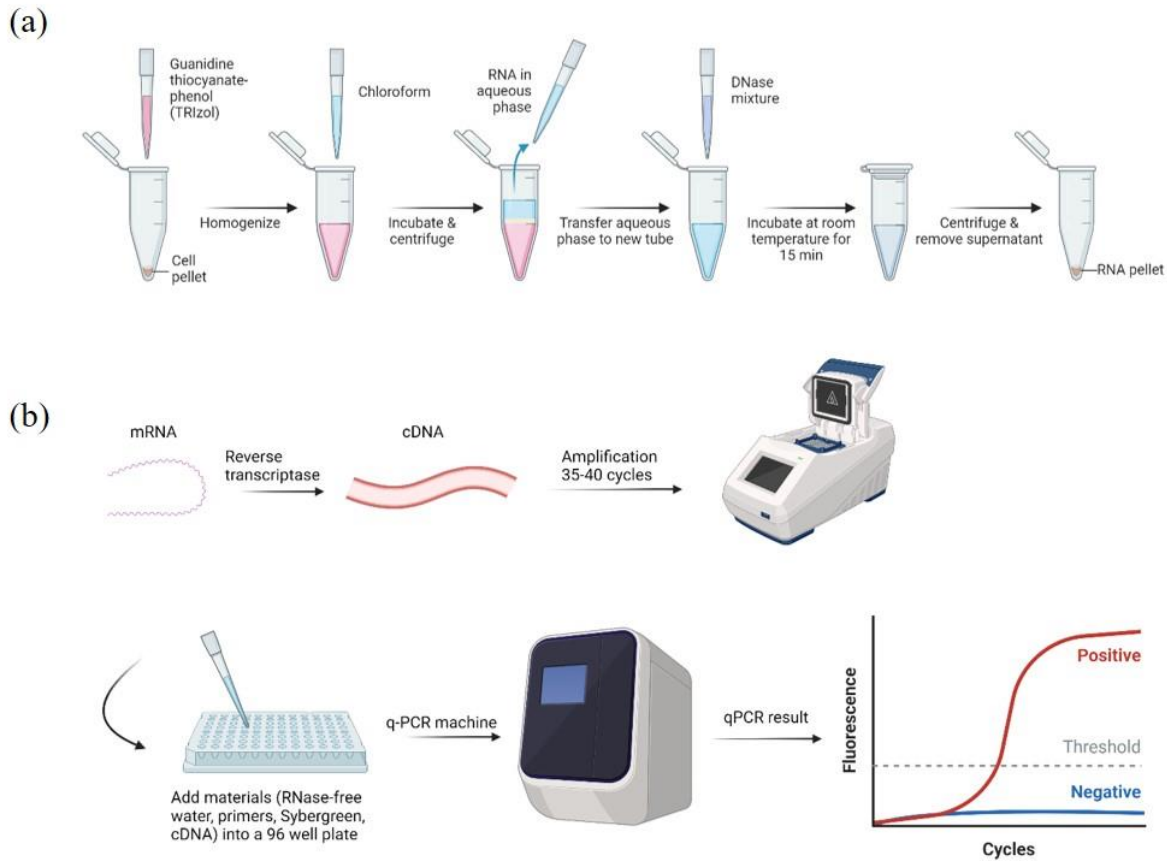 (a)
Guanidine
thiocyanate-
phenol
(TRIzol)
Chloroform
RNA in
aqueous
phase
DNase
mixture
Homogenize
Incubate &
centrifuge
Transfer aqueous
phase to new tube
Incubate at room
temperature for
15 min
Centrifuge &
remove supernatant
Cell
pellet
RNA pellet
(b)
mRNA
Reverse
transcriptase
cDNA
Amplification
35-40 cycles
Add materials (RNase-free
water, primers, Sybergreen,
cDNA) into a 96 well plate
q-PCR machine
qPCR result
Fluorescence
Positive
Threshold
Negative
Cycles